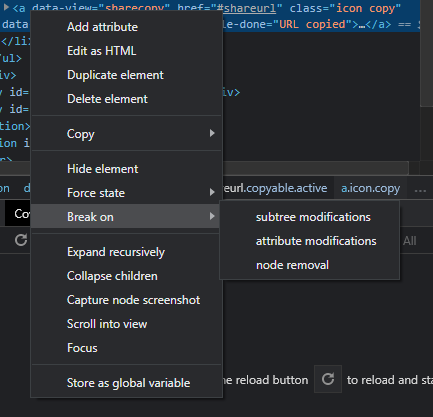 <a data-view="sharecopy" href="#shareurl" class="icon copy"
data le-done="URL copied">…</a> ==
</li
/ul>
iv>
v id= iv>
v id=
tion>
ion i
Add attribute
Edit as HTML
Duplicate element
Delete element
Copy
Hide element
Force state
Break on
Expand recursively
Collapse children
Capture node screenshot
Scroll into view
Focus
Store as global variable
subtree modifications
attribute modifications
node removal
eurl.copyable.active a.icon.copy ...
Co
All
he reload button to reload and sta